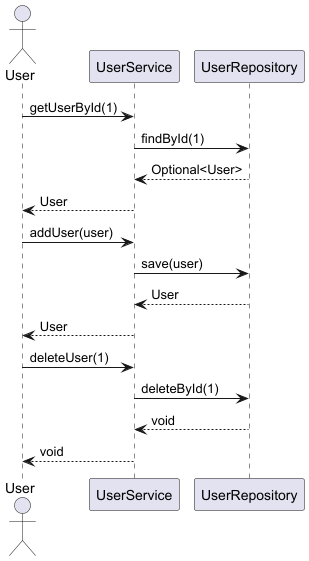 User
UserService
UserRepository
getUserById(1)
findById(1)
Optional<User>
User
addUser(user)
save(user)
User
User
deleteUser(1)
deleteById(1)
void
void
User
UserService
UserRepository